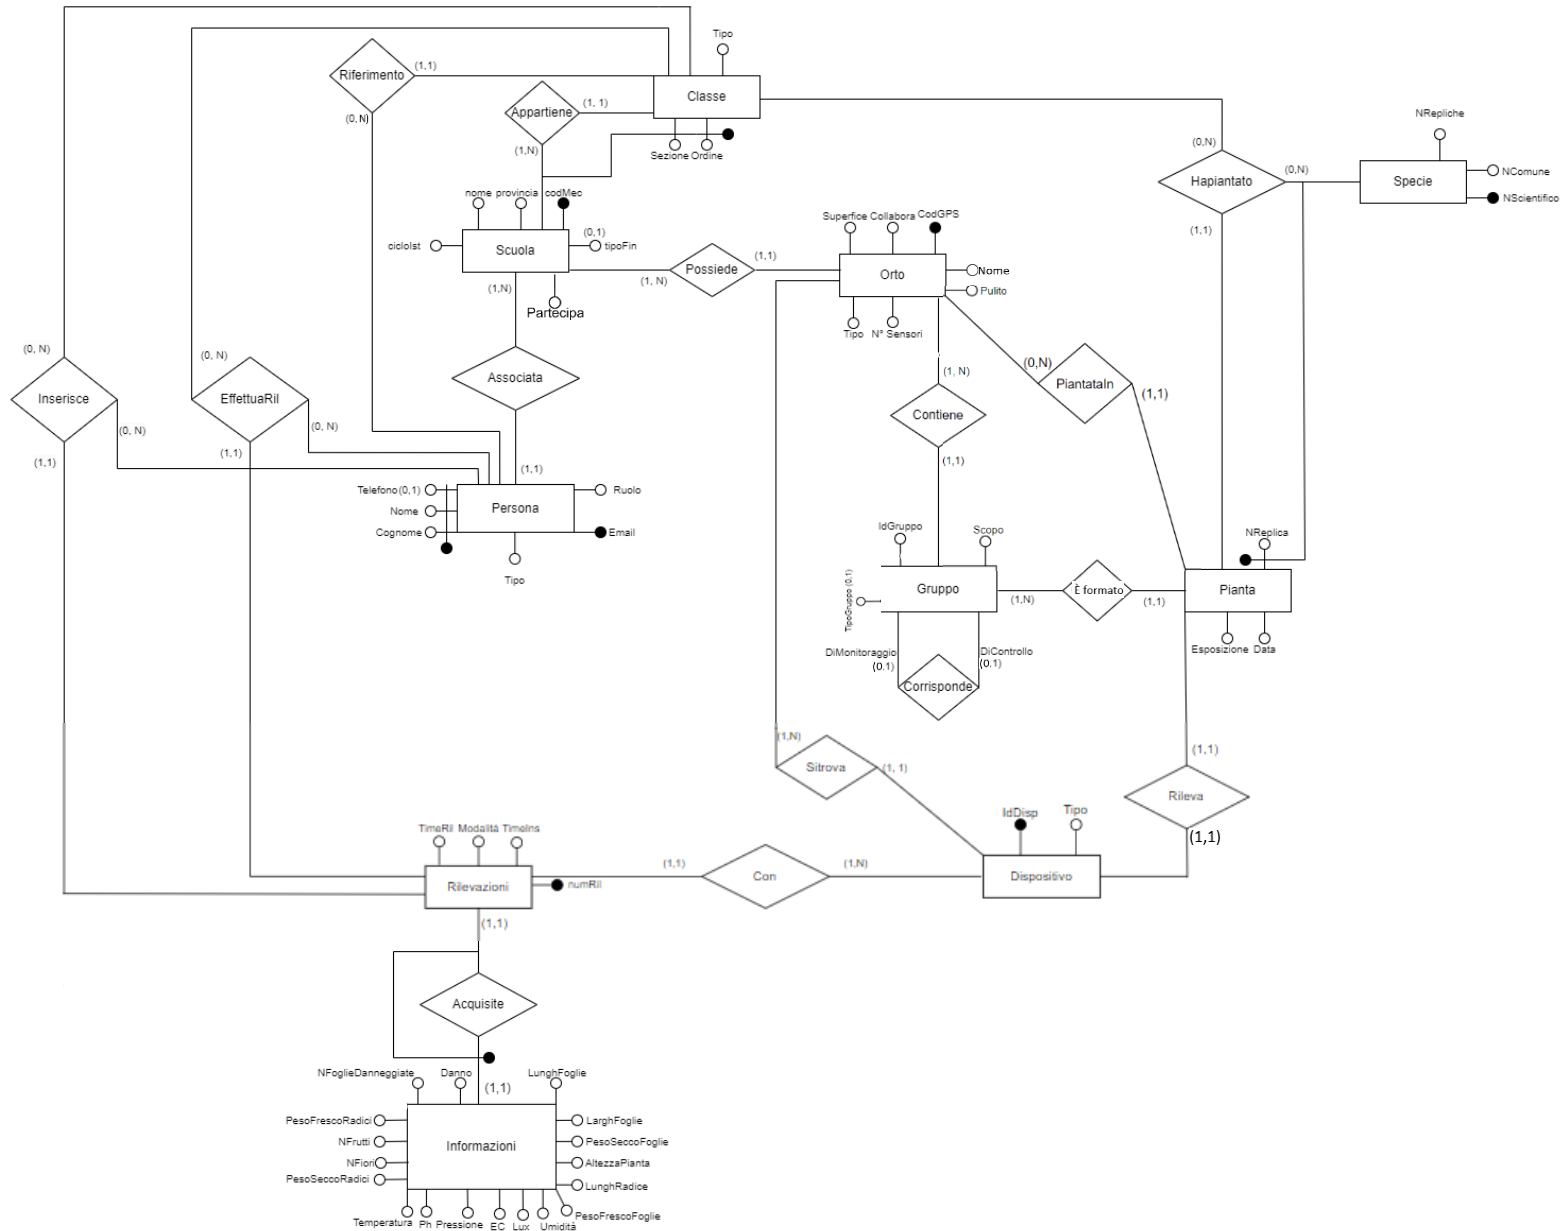 Tipo
Riferimento
(1,1)
Classe
Appartiene
(1, 1)
(0,N)
(1,N)
Sezione
Ordine
NRepliche
(0,N)
Hapiantato
(0,N)
Specie
NComune
NScientifico
(1,1)
nome
provincia
codMec
cicloIst
Scuola
(0,1)
tipoFin
(1,N)
Partecipa
(1, N)
Possiede
(1,1)
Superfice
Collabora
CodGPS
Orto
Nome
Pulito
Tipo
N° Sensori
(0, N)
Inserisce
(0, N)
(1,1)
(0, N)
EffettuaRil
(0, N)
(1,1)
Associata
(1,1)
(1, N)
Contiene
(1,1)
(0,N)
PiantataIn
(1,1)
Telefono(0,1)
Nome
Cognome
Persona
Ruolo
Email
Tipo
IdGruppo
Scopo
TipoGruppo (0,1)
Gruppo
(1,N)
È formato
(1,1)
NReplica
Pianta
Esposizione
Data
DiMonitoraggio
(0,1)
DiControllo
(0,1)
Corrisponde
(1,N)
Sitrova
(1, 1)
(1,1)
Rileva
(1,1)
IdDisp
Tipo
Dispositivo
TimeRil
Modalità
TimeIns
Rilevazioni
numRil
(1,1)
Con
(1,N)
(1,1)
Acquisite
(1,1)
NFoglieDanneggiate
Danno
LunghFoglie
PesoFrescoRadici
NFrutti
NFiori
PesoSeccoRadici
Informazioni
LarghFoglie
PesoSeccoFoglie
AltezzaPianta
LunghRadice
PesoFrescoFoglie
Temperatura
Ph
Pressione
EC
Lux
Umidità